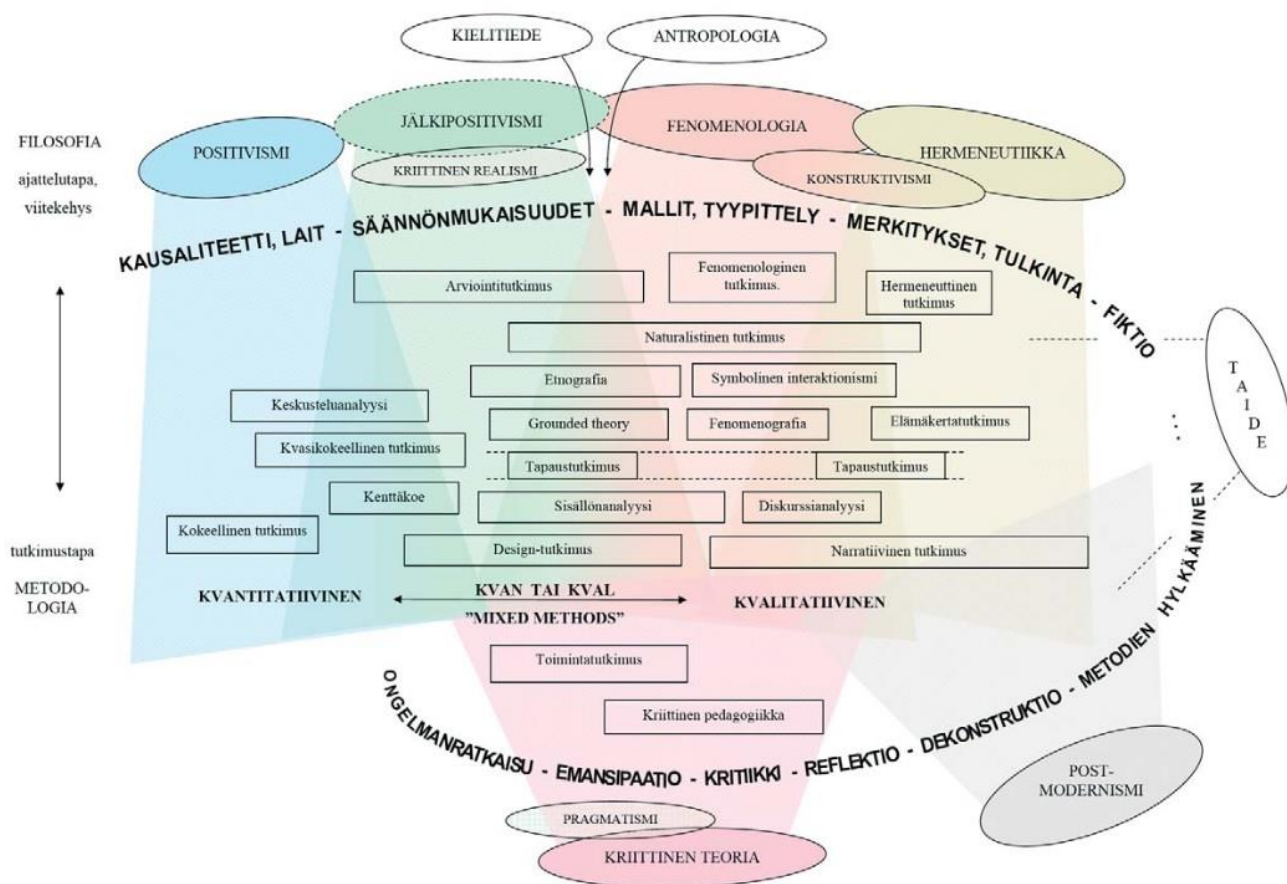 KIELITIEDE
ANTROPOLOGIA
FILOSOFIA
ajattelutapa,
viitekehys
POSITIVISMI
JÄLKIPOSITIVISMI
KRIITTINEN REALISMI
FENOMENOLOGIA
KONSTRUKTIVISMI
HERMENEUTIIKKA
KAUSALITEETTI, LAIT - SÄÄNNÖNMUKAISUUDET - MALLIT, TYYPITTELY - MERKITYKSET, TULKINTA - FIKTIO
Arviointitutkimus
Fenomenologinen
tutkimus.
Hermeneuttinen
tutkimus
Naturalistinen tutkimus
Etnografia
Symbolinen interaktionismi
Keskusteluanalyysi
Grounded theory
Fenomenografia
Elämäkertatutkimus
Kvasikokeellinen tutkimus
Tapaustutkimus
Tapaustutkimus
Kenttäkoe
Sisällönanalyysi
Diskurssianalyysi
Kokeellinen tutkimus
Design-tutkimus
Narratiivinen tutkimus
TAIDE
...
tutkimustapa
METODO-
LOGIA
KVANTITATIIVINEN
KVAN TAI KVAL
"MIXED METHODS"
KVALITATIIVINEN
Toimintatutkimus
Kriittinen pedagogiikka
ONGELMANRATKAISU - EMANSIPAATIO - KRITIIKKI - REFLEKTIO - DEKONSTRUKTIO - METODIEN HYLKÄÄMINEN
POST-
MODERNISMI
PRAGMATISMI
KRIITTINEN TEORIA